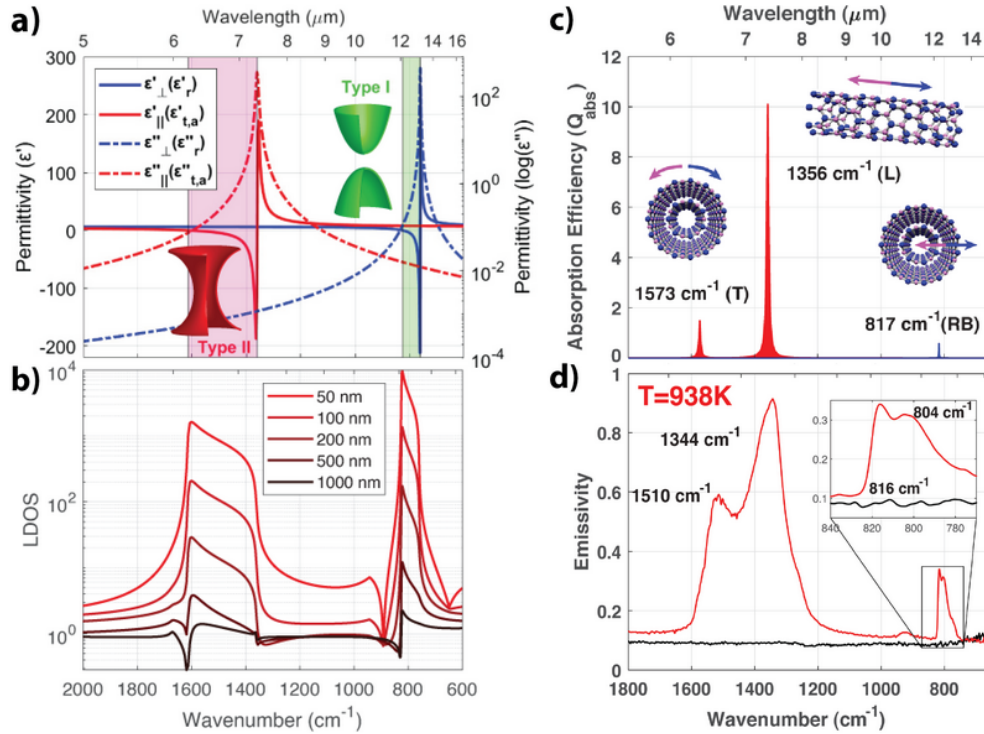 a)
Wavelength (μm)
5 6 7 8 9 10 12 14 16
Permittivity (ε')
300
200
100
0
-100
-200
ε'⊥(ε'r)
ε'||(ε't,a)
ε''⊥(ε''r)
ε''||(ε''t,a)
Type I
Type II
10²
10⁰
10⁻²
10⁻⁴
Permittivity (log(ε''))
b)
LDOS
10⁴
10²
10⁰
50 nm
100 nm
200 nm
500 nm
1000 nm
2000 1800 1600 1400 1200 1000 800 600
Wavenumber (cm⁻¹)
c)
Wavelength (μm)
6 7 8 9 10 12 14
Absorption Efficiency (Qabs)
12
10
8
6
4
2
0
1356 cm⁻¹ (L)
1573 cm⁻¹ (T)
817 cm⁻¹(RB)
d)
T=938K
Emissivity
1
0.8
0.6
0.4
0.2
0
1344 cm⁻¹
1510 cm⁻¹
0.3
0.2
0.1
804 cm⁻¹
816 cm⁻¹
840 820 800 780
1800 1600 1400 1200 1000 800
Wavenumber (cm⁻¹)